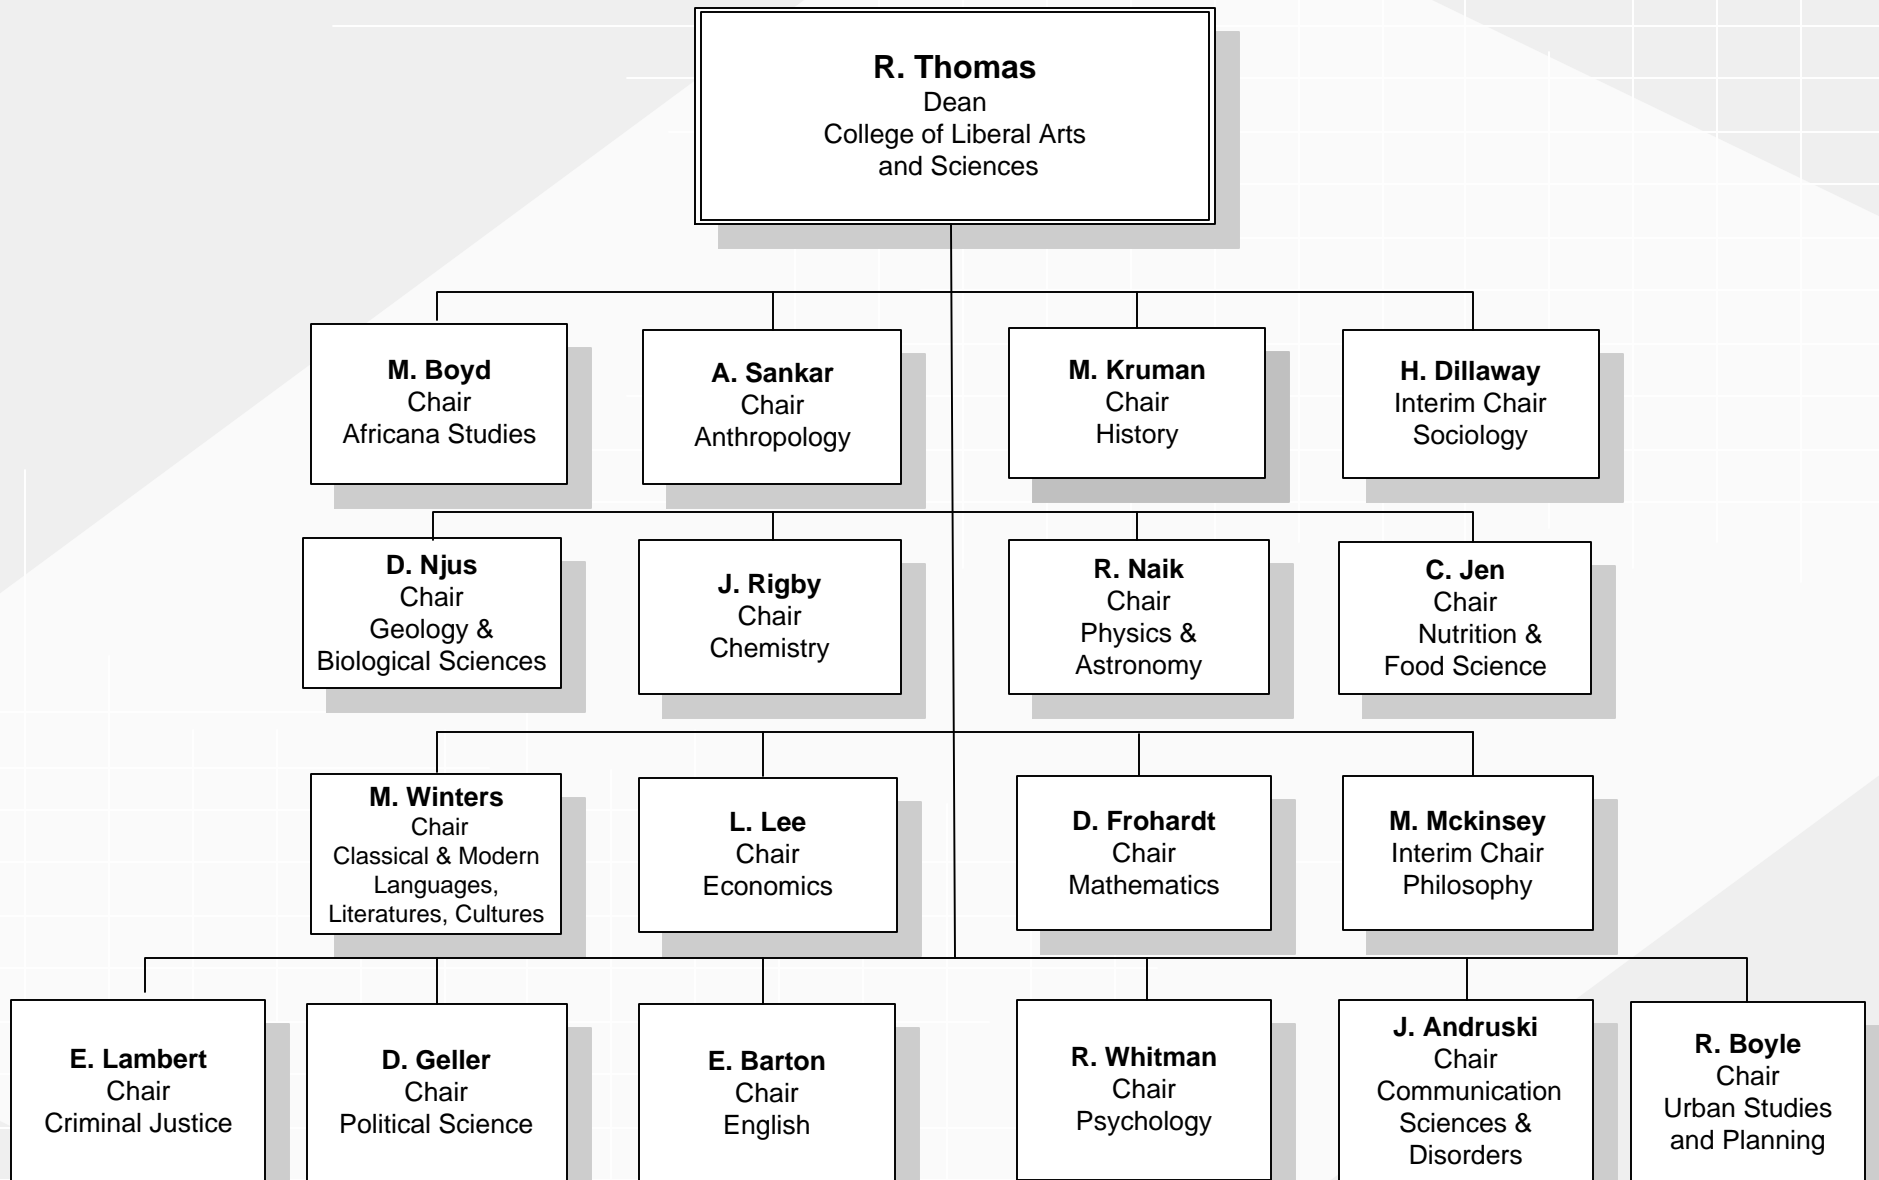 R. Thomas
Dean
College of Liberal Arts
and Sciences
M. Boyd
Chair
Africana Studies
A. Sankar
Chair
Anthropology
M. Kruman
Chair
History
H. Dillaway
Interim Chair
Sociology
D. Njus
Chair
Geology &
Biological Sciences
J. Rigby
Chair
Chemistry
R. Naik
Chair
Physics &
Astronomy
C. Jen
Chair
Nutrition &
Food Science
M. Winters
Chair
Classical & Modern
Languages,
Literatures, Cultures
L. Lee
Chair
Economics
D. Frohardt
Chair
Mathematics
M. Mckinsey
Interim Chair
Philosophy
E. Lambert
Chair
Criminal Justice
D. Geller
Chair
Political Science
E. Barton
Chair
English
R. Whitman
Chair
Psychology
J. Andruski
Chair
Communication
Sciences &
Disorders
R. Boyle
Chair
Urban Studies
and Planning